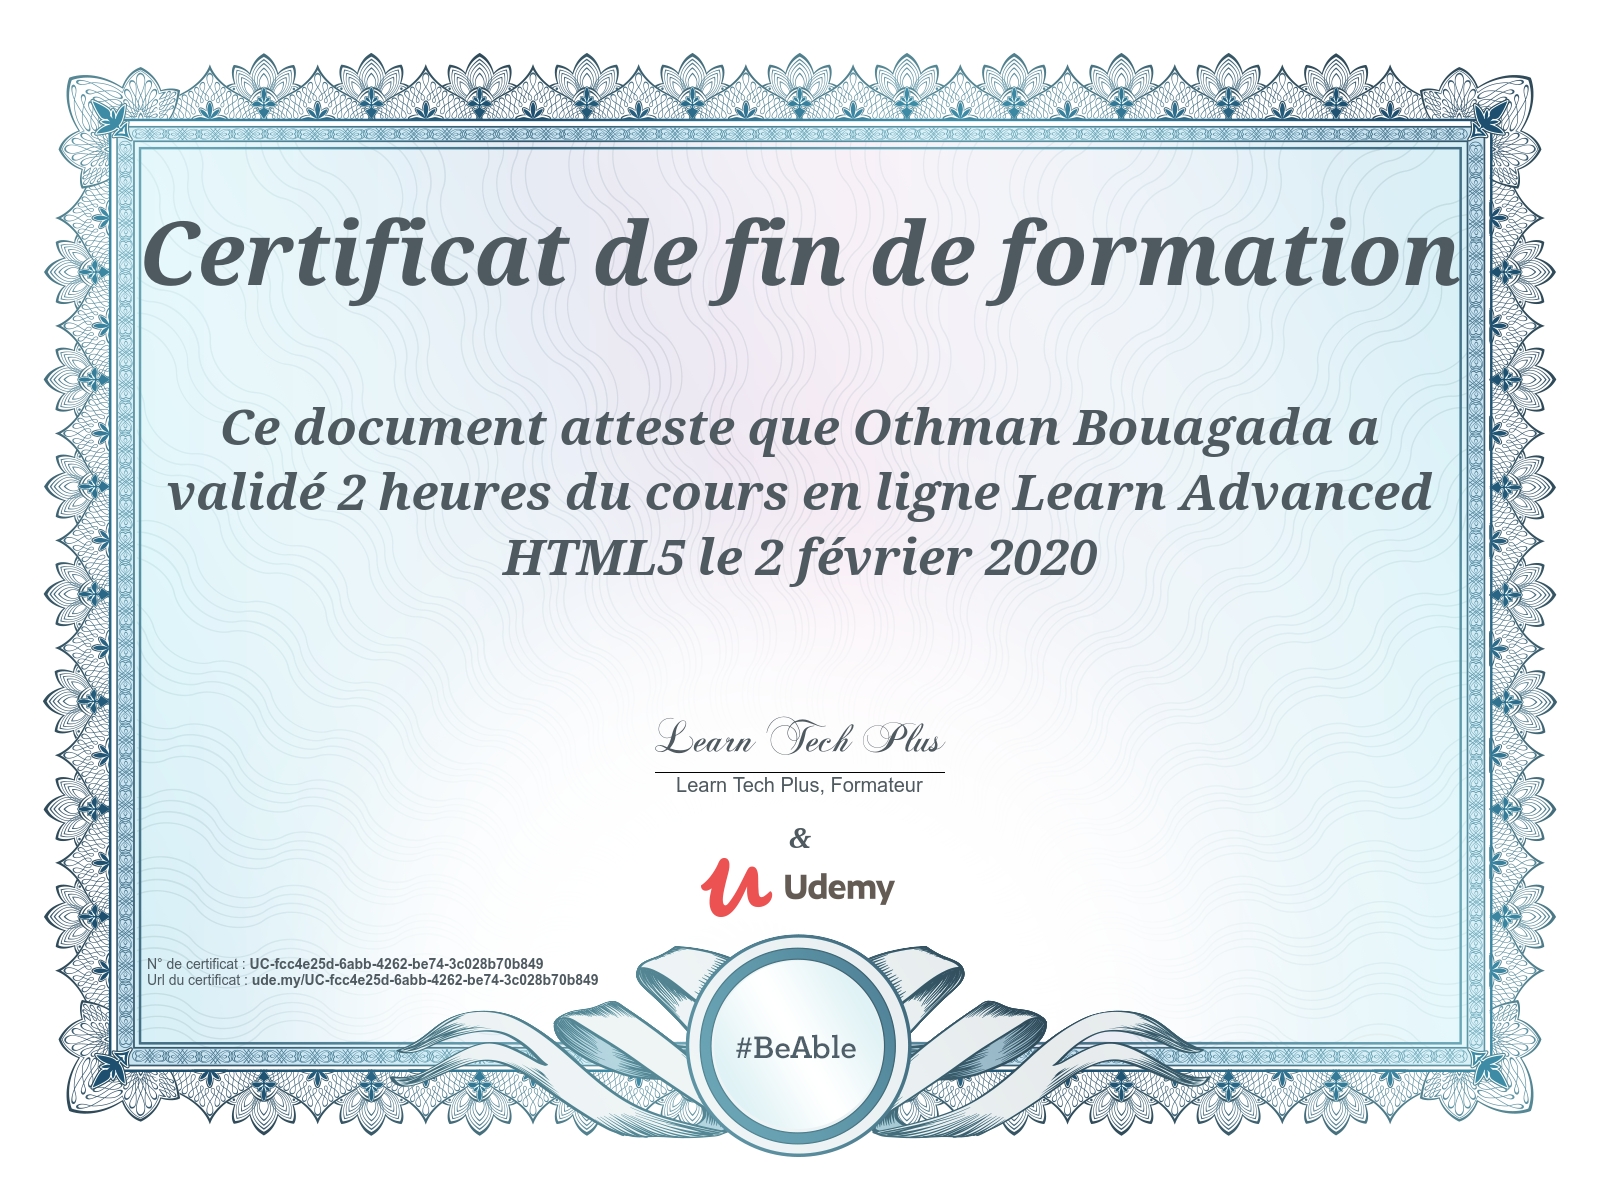 Certificat de fin de formation
Ce document atteste que Othman Bouagada a
validé 2 heures du cours en ligne Learn Advanced
HTML5 le 2 février 2020
Learn Tech Plus
Learn Tech Plus, Formateur
&
Udemy
N° de certificat : UC-fcc4e25d-6abb-4262-be74-3c028b70b849
Url du certificat : ude.my/UC-fcc4e25d-6abb-4262-be74-3c028b70b849
#BeAble